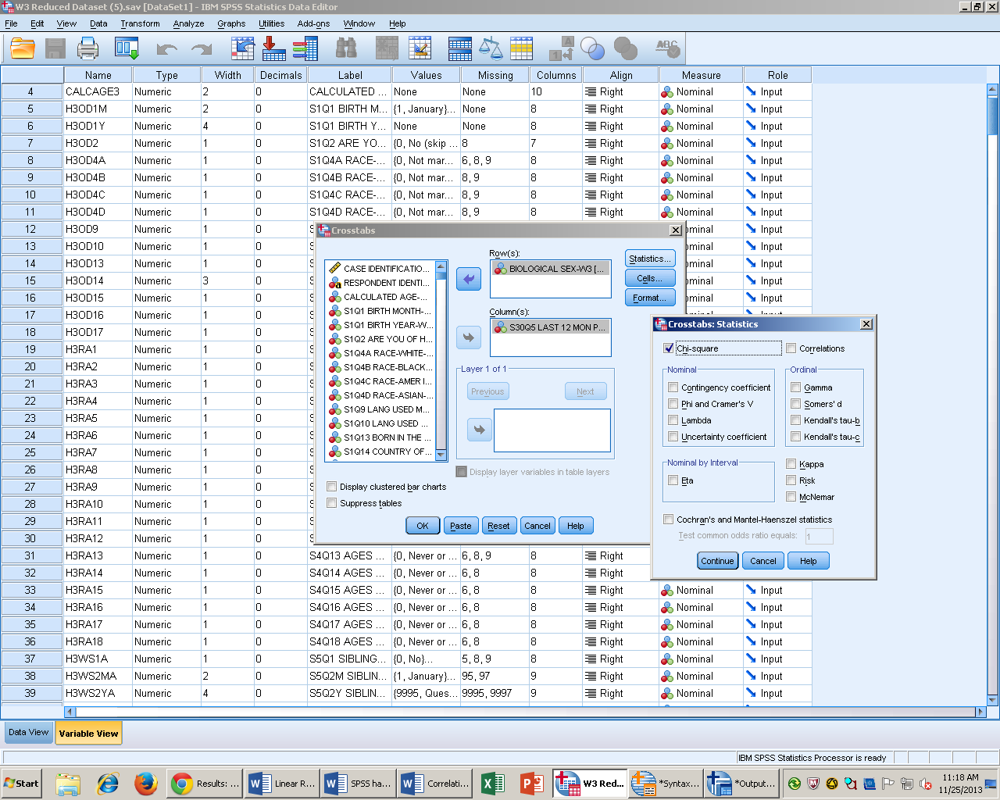 W3 Reduced Dataset (5).sav [DataSet1] - IBM SPSS Statistics Data Editor
File Edit View Data Transform Analyze Graphs Utilities Add-ons Window Help
Name Type Width Decimals Label Values Missing Columns Align Measure Role
4 CALCAGE3 Numeric 2 0 CALCULATED ... None None 10 Right Nominal Input
5 H3OD1M Numeric 2 0 S1Q1 BIRTH M... {1, January}... None 8 Right Nominal Input
6 H3OD1Y Numeric 4 0 S1Q1 BIRTH Y... None None 8 Right Nominal Input
7 H3OD2 Numeric 1 0 S1Q2 ARE YO... {0, No (skip ... 8 7 Right Nominal Input
8 H3OD4A Numeric 1 0 S1Q4A RACE-... {0, Not mar... 6, 8, 9 8 Right Nominal Input
9 H3OD4B Numeric 1 0 S1Q4B RACE-... {0, Not mar... 8, 9 8 Right Nominal Input
10 H3OD4C Numeric 1 0 S1Q4C RACE-... {0, Not mar... 8, 9 8 Right Nominal Input
11 H3OD4D Numeric 1 0 S1Q4D RACE-... {0, Not mar... 8, 9 8 Right Nominal Input
12 H3OD9 Numeric 1 0 Input
13 H3OD10 Numeric 1 0 Input
14 H3OD13 Numeric 1 0 Input
15 H3OD14 Numeric 3 0 Input
16 H3OD15 Numeric 1 0 Input
17 H3OD16 Numeric 1 0 Input
18 H3OD17 Numeric 1 0
19 H3RA1 Numeric 1 0
20 H3RA2 Numeric 1 0
21 H3RA3 Numeric 1 0
22 H3RA4 Numeric 1 0
23 H3RA5 Numeric 1 0
24 H3RA6 Numeric 1 0
25 H3RA7 Numeric 1 0
26 H3RA8 Numeric 1 0
27 H3RA9 Numeric 1 0
28 H3RA10 Numeric 1 0
29 H3RA11 Numeric 1 0
30 H3RA12 Numeric 1 0
31 H3RA13 Numeric 1 0 S4Q13 AGES ... {0, Never or ... 6, 8, 9 8 Right
32 H3RA14 Numeric 1 0 S4Q14 AGES ... {0, Never or ... 6, 8 8 Right
33 H3RA15 Numeric 1 0 S4Q15 AGES ... {0, Never or ... 6, 8 8 Right Nominal Input
34 H3RA16 Numeric 1 0 S4Q16 AGES ... {0, Never or ... 6, 8 8 Right Nominal Input
35 H3RA17 Numeric 1 0 S4Q17 AGES ... {0, Never or ... 6, 8 8 Right Nominal Input
36 H3RA18 Numeric 1 0 S4Q18 AGES ... {0, Never or ... 6, 8 8 Right Nominal Input
37 H3WS1A Numeric 1 0 S5Q1 SIBLING... {0, No}... 5, 8, 9 8 Right Nominal Input
38 H3WS2MA Numeric 2 0 S5Q2M SIBLIN... {1, January}... 95, 97 9 Right Nominal Input
39 H3WS2YA Numeric 4 0 S5Q2Y SIBLIN... {9995, Ques... 9995, 9997 9 Right Nominal Input
Crosstabs
CASE IDENTIFICATIO...
RESPONDENT IDENTI...
CALCULATED AGE-...
S1Q1 BIRTH MONTH-...
S1Q1 BIRTH YEAR-W...
S1Q2 ARE YOU OF H...
S1Q4A RACE-WHITE-...
S1Q4B RACE-BLACK...
S1Q4C RACE-AMER I...
S1Q4D RACE-ASIAN-...
S1Q9 LANG USED M...
S1Q10 LANG USED ...
S1Q13 BORN IN THE ...
S1Q14 COUNTRY OF...
Row(s):
BIOLOGICAL SEX-W3 [...
Column(s):
S30Q5 LAST 12 MON P...
Layer 1 of 1
Previous Next
Display layer variables in table layers
Statistics...
Cells...
Format...
Display clustered bar charts
Suppress tables
OK Paste Reset Cancel Help
Crosstabs: Statistics
Chi-square Correlations
Nominal
Contingency coefficient
Phi and Cramer's V
Lambda
Uncertainty coefficient
Ordinal
Gamma
Somers' d
Kendall's tau-b
Kendall's tau-c
Nominal by Interval
Eta
Kappa
Risk
McNemar
Cochran's and Mantel-Haenszel statistics
Test common odds ratio equals: 1
Continue Cancel Help
Data View Variable View
IBM SPSS Statistics Processor is ready
Start Results: ... Linear R... SPSS ha... Correlati... W3 Red... *Syntax... *Output...
11:18 AM
11/25/2013